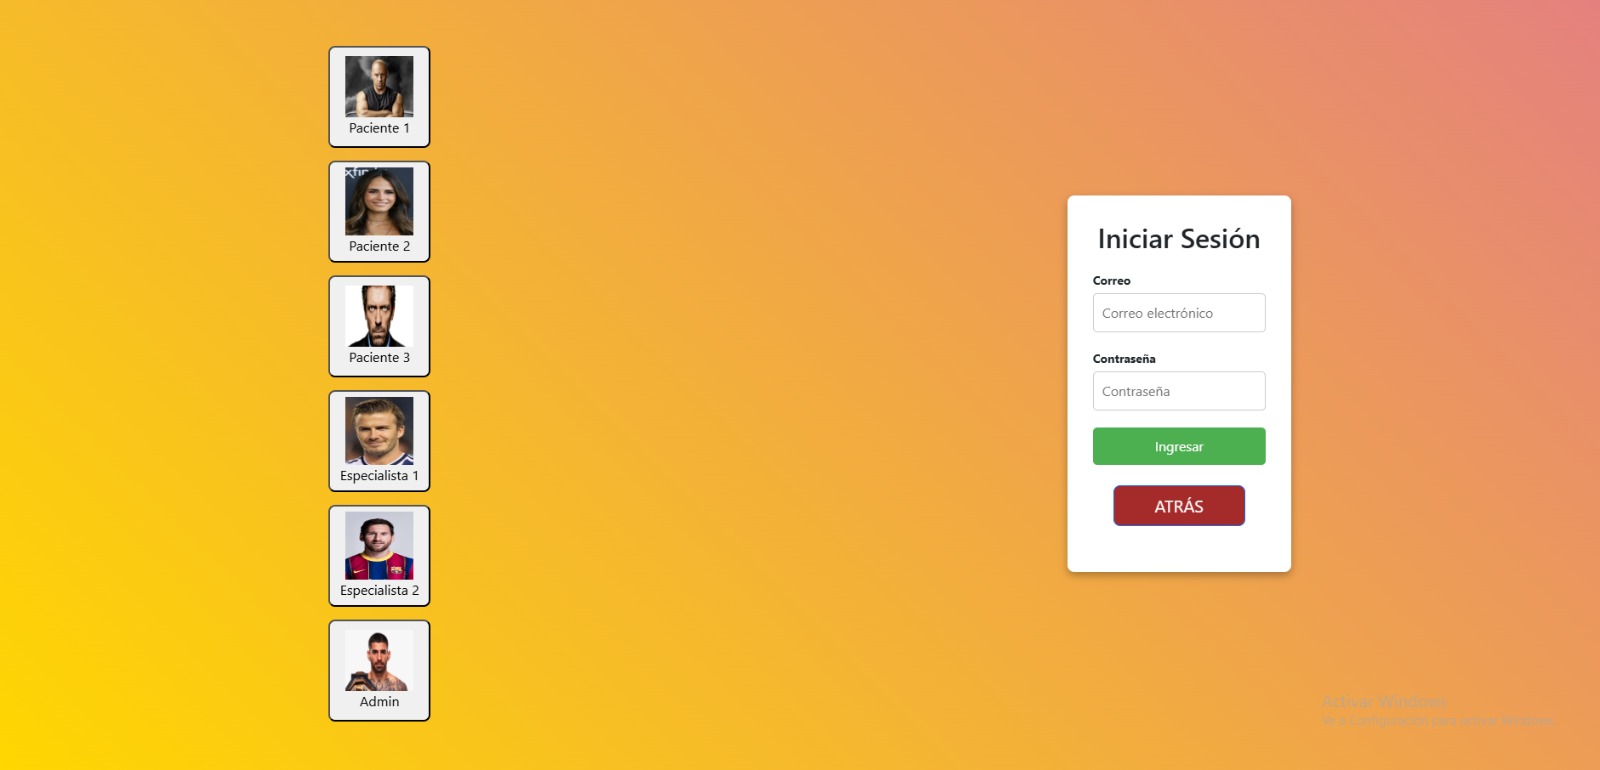 Paciente 1
Paciente 2
Paciente 3
Especialista 1
Especialista 2
Admin
Iniciar Sesión
Correo
Correo electrónico
Contraseña
Contraseña
Ingresar
ATRÁS
Activar Windows
Ve a Configuración para activar Windows.